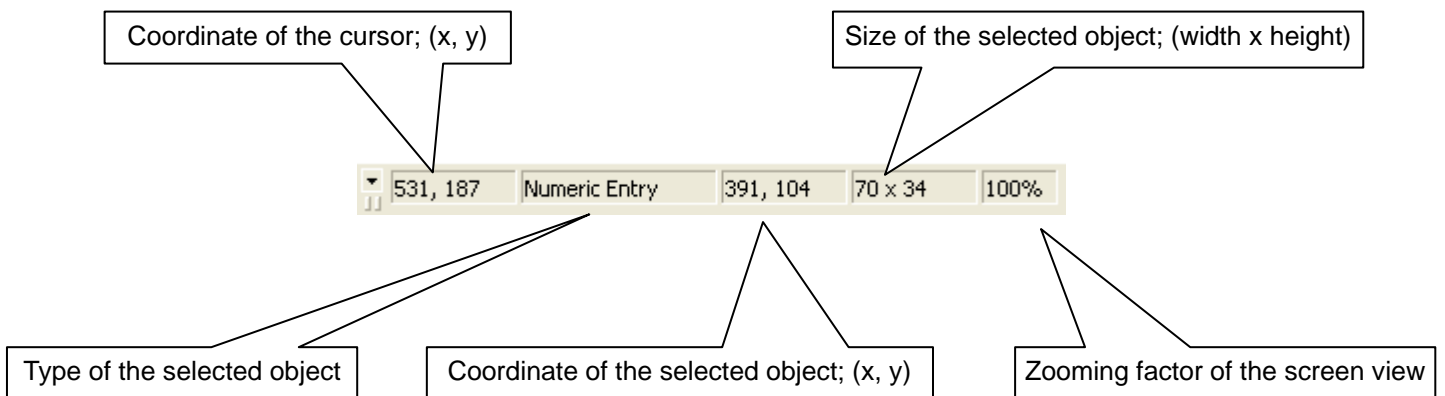 Coordinate of the cursor; (x, y)
Size of the selected object; (width x height)
531, 187
Numeric Entry
391, 104
70 x 34
100%
Type of the selected object
Coordinate of the selected object; (x, y)
Zooming factor of the screen view